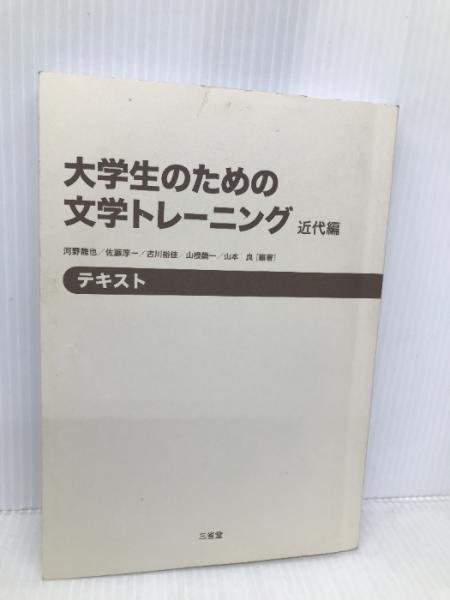 大学生のための
文学トレーニング 近代編
河野龍也/佐藤淳一/古川裕佳/山根龍一/山本 良[編著]
テキスト
三省堂